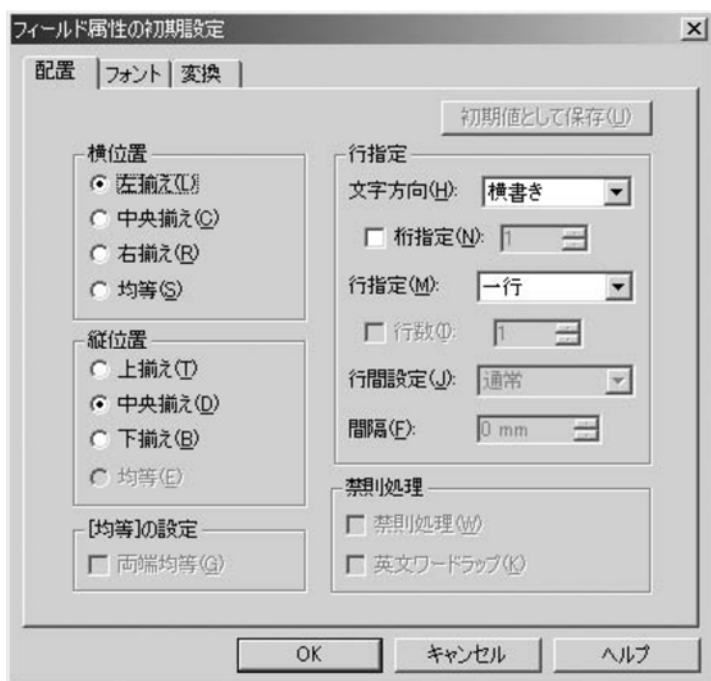 フィールド属性の初期設定
配置 フォント 変換
初期値として保存(U)
横位置
左揃え(L)
中央揃え(C)
右揃え(R)
均等(S)
縦位置
上揃え(T)
中央揃え(D)
下揃え(B)
均等(E)
[均等]の設定
両端均等(G)
行指定
文字方向(H): 横書き
桁指定(N): 1
行指定(M): 一行
行数(I): 1
行間設定(J): 通常
間隔(F): 0 mm
禁則処理
禁則処理(W)
英文ワードラップ(K)
OK キャンセル ヘルプ